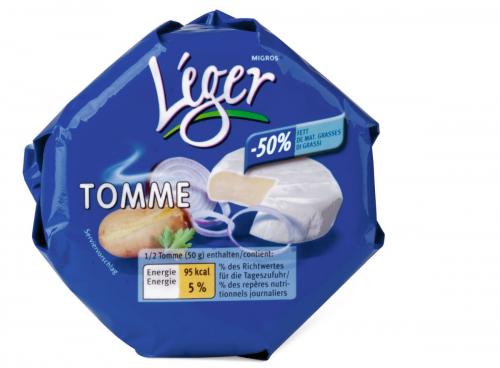 MIGROS
Léger
-50%
FETT
DE MAT. GRASSES
DI GRASSI
TOMME
Serviervorschlag
1/2 Tomme (50 g) enthalten/contient:
Energie
Energie
95 kcal
5 %
% des Richtwertes
für die Tageszufuhr/
% des repères nutri-
tionnels journaliers